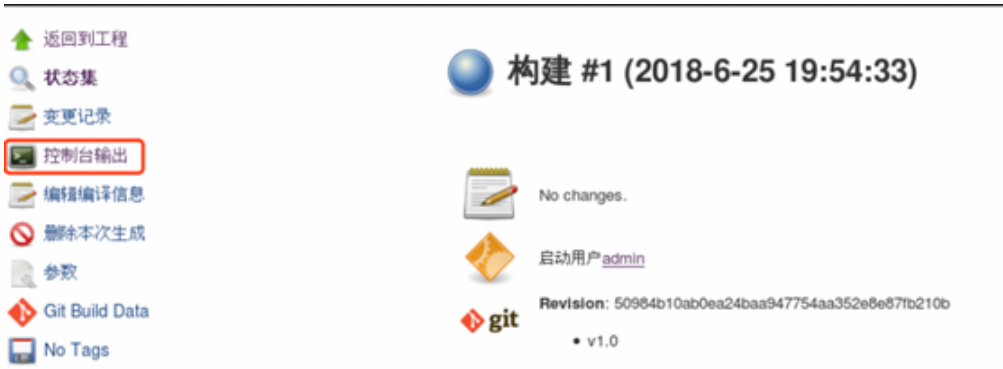 返回到工程
状态集
变更记录
控制台输出
编辑编译信息
删除本次生成
参数
Git Build Data
No Tags
构建 #1 (2018-6-25 19:54:33)
No changes.
启动用户admin
git
Revision: 50984b10ab0ea24baa947754aa352e8e87fb210b
• v1.0